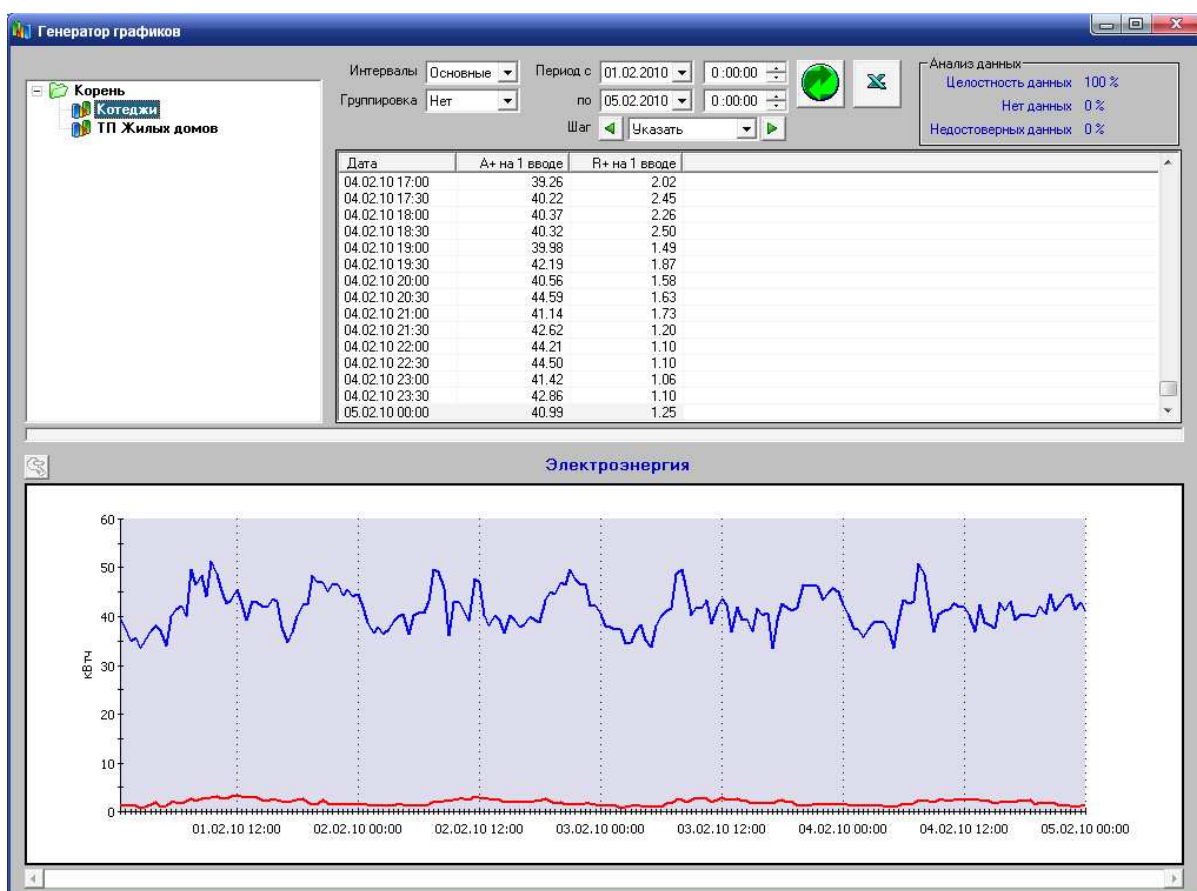 Генератор графиков
Корень
Котеджи
ТП Жилых домов
Интервалы Основные Период с 01.02.2010 0:00:00
Группировка Нет по 05.02.2010 0:00:00
Шаг Указать
Анализ данных
Целостность данных 100 %
Нет данных 0 %
Недостоверных данных 0 %
Дата А+ на 1 вводе R+ на 1 вводе
04.02.10 17:00 39.26 2.02
04.02.10 17:30 40.22 2.45
04.02.10 18:00 40.37 2.26
04.02.10 18:30 40.32 2.50
04.02.10 19:00 39.98 1.49
04.02.10 19:30 42.19 1.87
04.02.10 20:00 40.56 1.58
04.02.10 20:30 44.59 1.63
04.02.10 21:00 41.14 1.73
04.02.10 21:30 42.62 1.20
04.02.10 22:00 44.21 1.10
04.02.10 22:30 44.50 1.10
04.02.10 23:00 41.42 1.06
04.02.10 23:30 42.86 1.10
05.02.10 00:00 40.99 1.25
Электроэнергия
кВтч
60
50
40
30
20
10
0
01.02.10 12:00 02.02.10 00:00 02.02.10 12:00 03.02.10 00:00 03.02.10 12:00 04.02.10 00:00 04.02.10 12:00 05.02.10 00:00